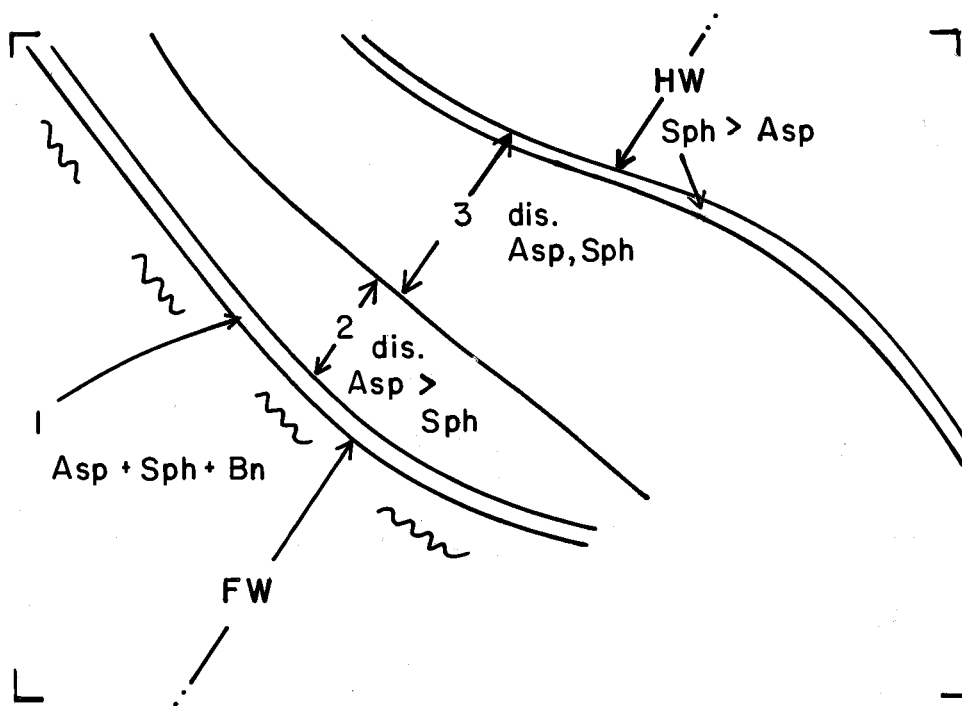 HW
Sph > Asp
3 dis.
Asp, Sph
2 dis.
Asp >
Sph
1
Asp + Sph + Bn
FW